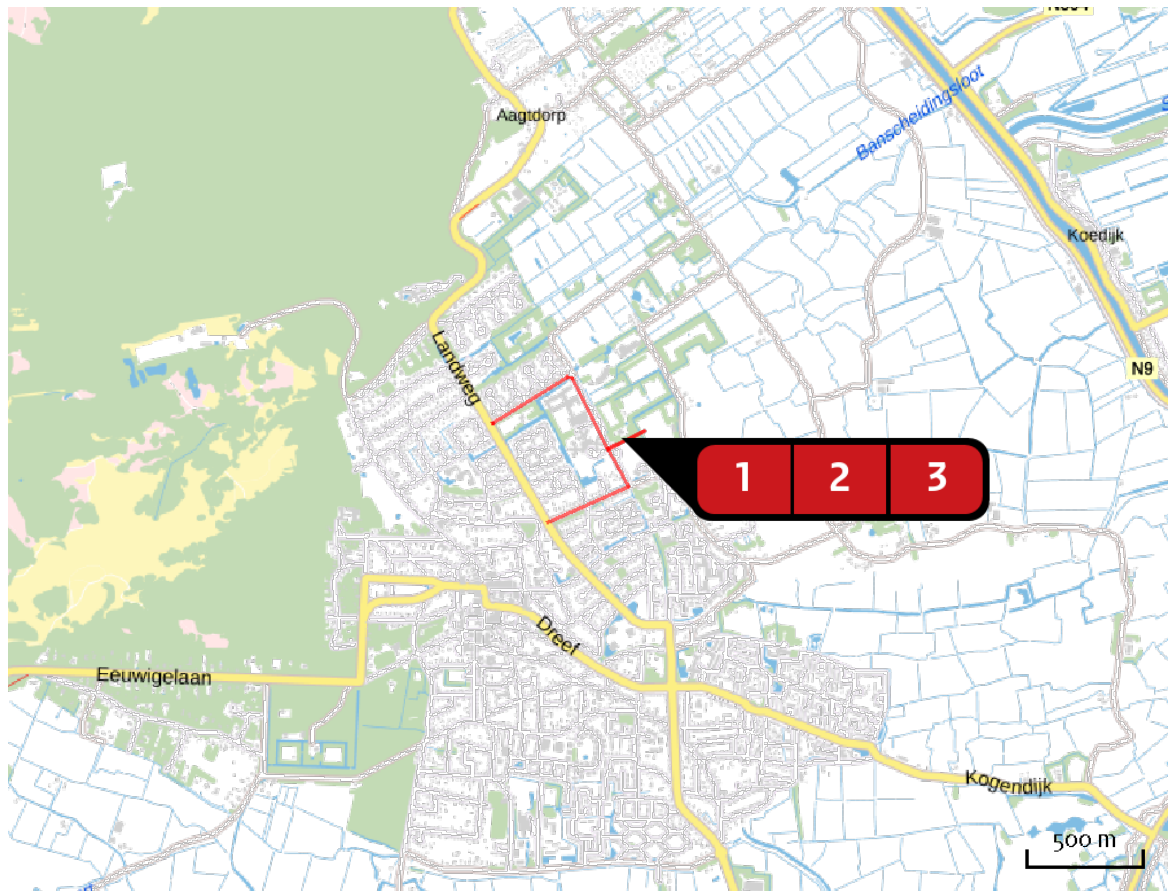 Aagtdorp
Banscheidingsloot
Koedijk
N9
Landweg
1 2 3
Dreef
Eeuwigelaan
Kogendijk
500 m